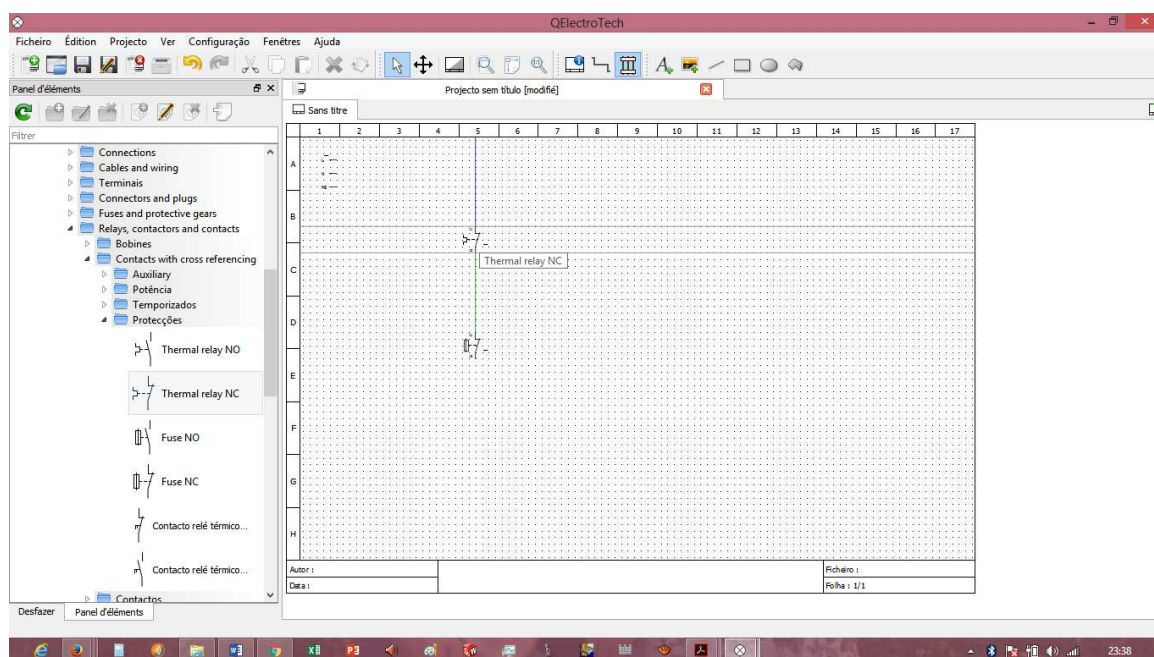 QElectroTech
Ficheiro Édition Projecto Ver Configuração Fenêtres Ajuda
Panel d'éléments
Projecto sem título [modifié]
Sans titre
Filtrer
1 2 3 4 5 6 7 8 9 10 11 12 13 14 15 16 17
Connections
Cables and wiring
Terminais
Connectors and plugs
Fuses and protective gears
Relays, contactors and contacts
Bobines
Contacts with cross referencing
Auxiliary
Potência
Temporizados
Protecções
Thermal relay NO
Thermal relay NC
Fuse NO
Fuse NC
Contacto relé térmico...
Contacto relé térmico...
Contactos
A
B
C
D
E
F
G
H
Thermal relay NC
Autor :
Data :
Ficheiro :
Folha : 1/1
Desfazer Panel d'éléments
23:38